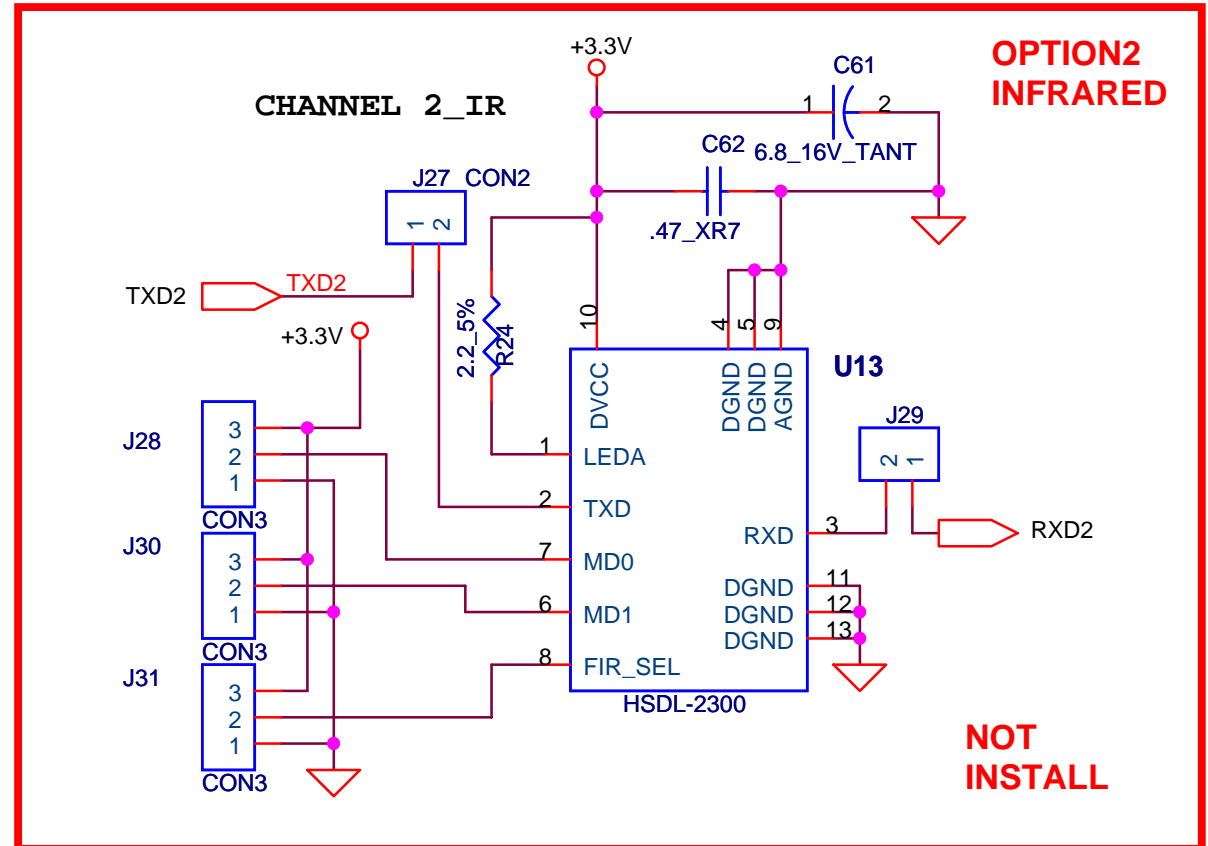 +3.3V
OPTION2
INFRARED
C61
CHANNEL 2_IR
1
2
C62
6.8_16V_TANT
J27
CON2
1
2
.47_XR7
TXD2
TXD2
+3.3V
2.2_5%
R24
10
4
5
9
U13
DVCC
DGND
DGND
AGND
J29
2
1
J28
3
2
1
CON3
1
LEDA
2
TXD
3
RXD
RXD2
J30
3
2
1
CON3
7
MD0
6
MD1
11
DGND
12
DGND
13
DGND
J31
3
2
1
CON3
8
FIR_SEL
HSDL-2300
NOT
INSTALL